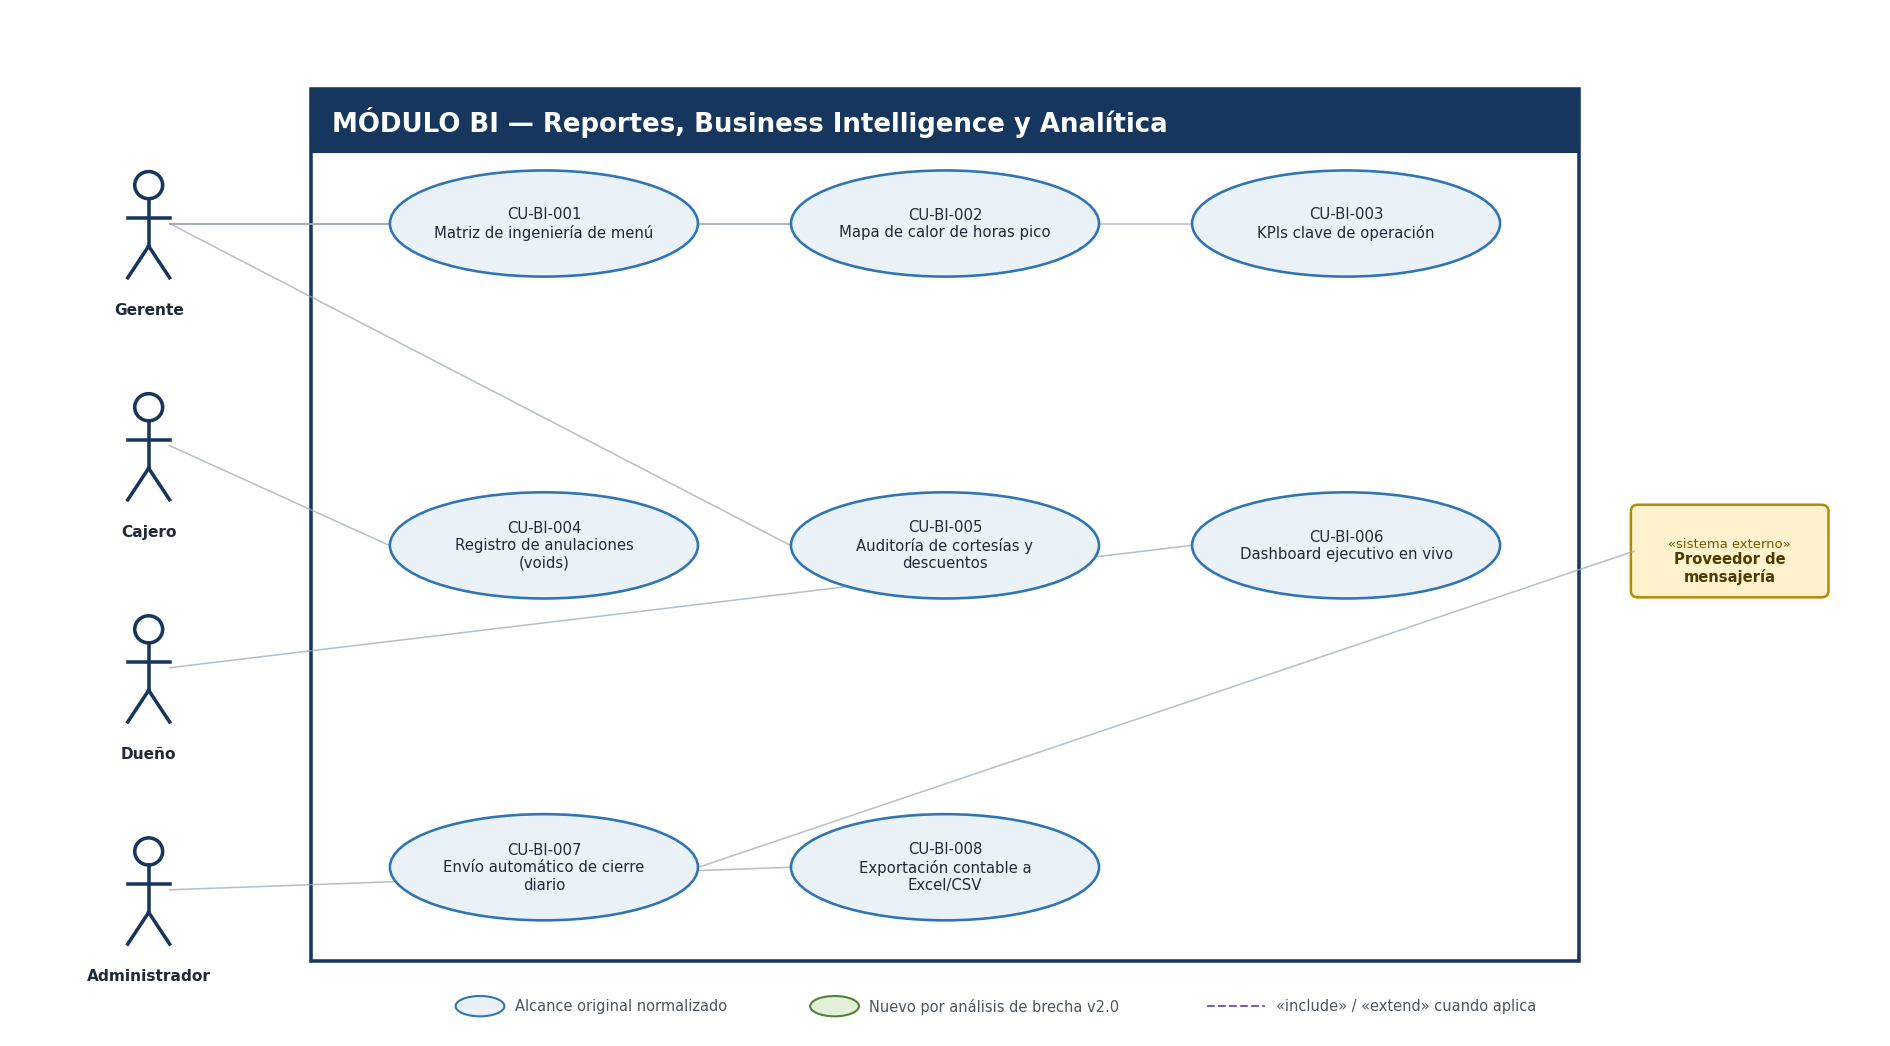 MÓDULO BI — Reportes, Business Intelligence y Analítica
Gerente
CU-BI-001
Matriz de ingeniería de menú
CU-BI-002
Mapa de calor de horas pico
CU-BI-003
KPIs clave de operación
Cajero
CU-BI-004
Registro de anulaciones
(voids)
CU-BI-005
Auditoría de cortesías y
descuentos
CU-BI-006
Dashboard ejecutivo en vivo
«sistema externo»
Proveedor de
mensajería
Dueño
CU-BI-007
Envío automático de cierre
diario
CU-BI-008
Exportación contable a
Excel/CSV
Administrador
Alcance original normalizado
Nuevo por análisis de brecha v2.0
«include» / «extend» cuando aplica